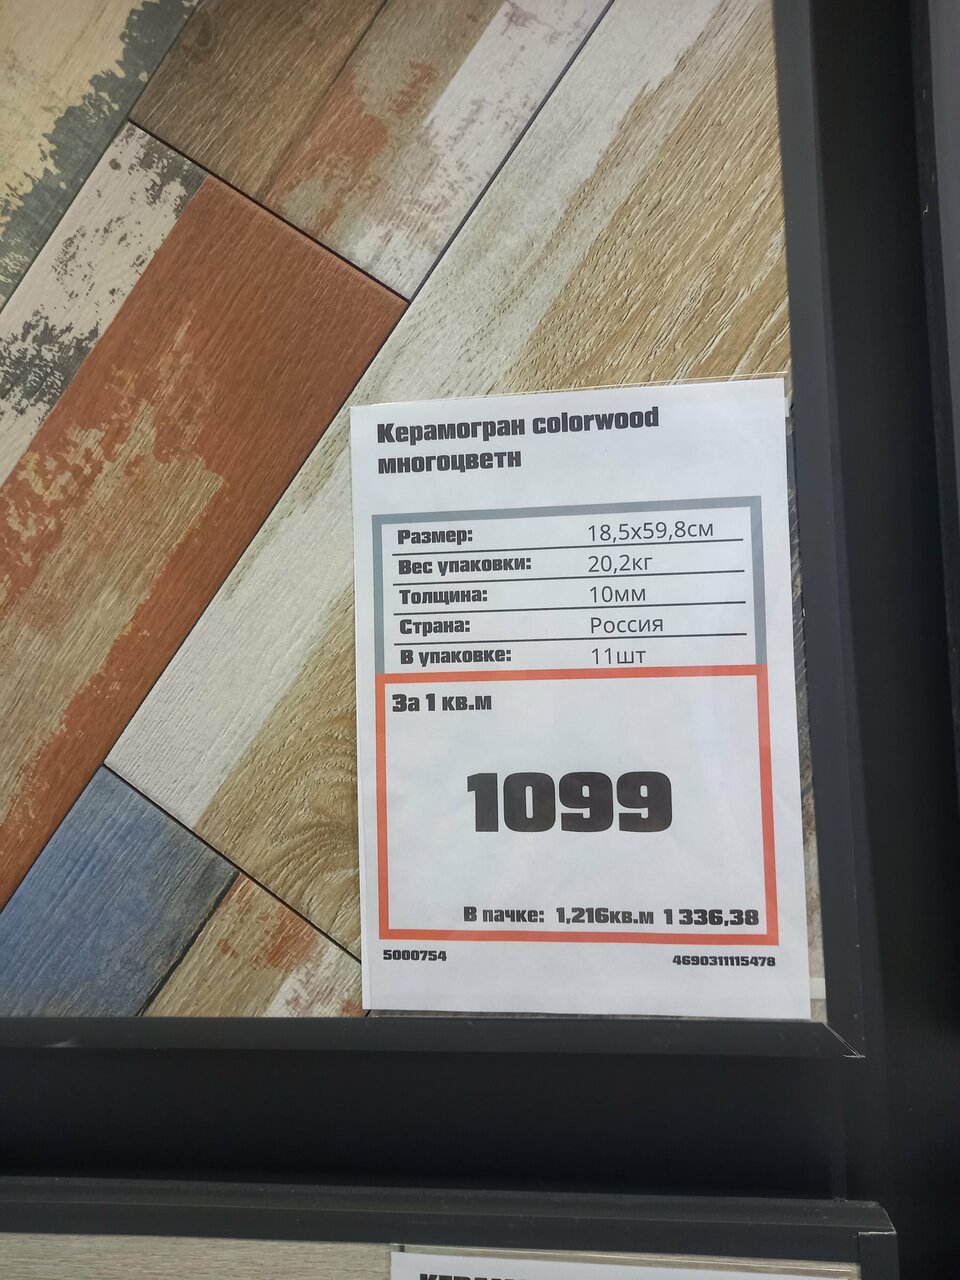 Керамогран colorwood
многоцветн
Размер: 18,5х59,8см
Вес упаковки: 20,2кг
Толщина: 10мм
Страна: Россия
В упаковке: 11шт
За 1 кв.м
1099
В пачке: 1,216кв.м 1 336,38
5000754 4690311115478